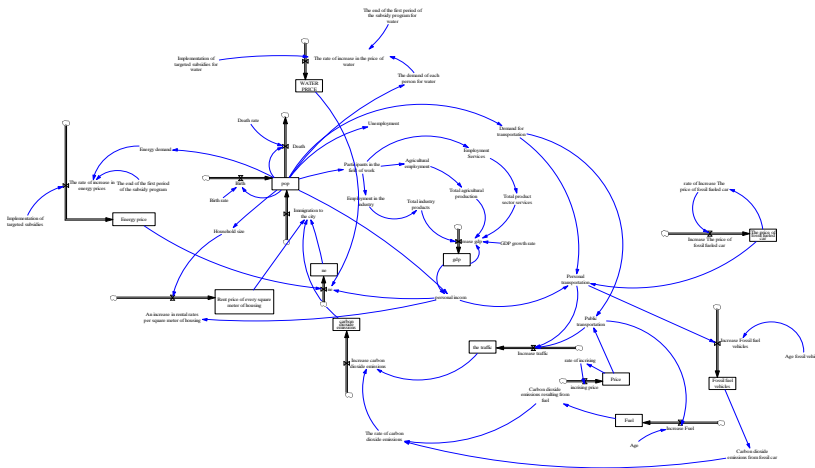 The end of the first period of
the subsidy program for
water
Implementation of
targeted subsidies for
water
The rate of increase in the price of
water
WATER
PRICE
The demand of each
person for water
Death rate
Unemployment
Demand for
transportation
Energy demand
Death
Participants in the
field of work
Agricultural
employment
Employment
Services
The rate of increase in
energy prices
The end of the first period
of the subsidy program
Birth
pop
rate of increase The
price of fossil fueled car
Birth rate
Employment in the
industry
Total industry
products
Total agricultural
production
Total product
sector services
Implementation of
targeted subsidies
Energy price
Immigration to
the city
Household size
GDP growth rate
gdp
Increase The price of
fossil fueled car
The price of
fossil fueled
car
Personal
transportation
Rent price of every square
meter of housing
personal income
An increase in rental rates
per square meter of housing
carbon
dioxide
emissions
Public
transportation
Increase Fossil fuel
vehicles
Age fossil vehi
Increase carbon
dioxide emissions
the traffic
Increase traffic
rate of incrising
Price
incrising price
Fossil fuel
vehicles
Carbon dioxide
emissions resulting from
fuel
Fuel
Increase Fuel
Age
The rate of carbon
dioxide emissions
Carbon dioxide
emission from fossil car